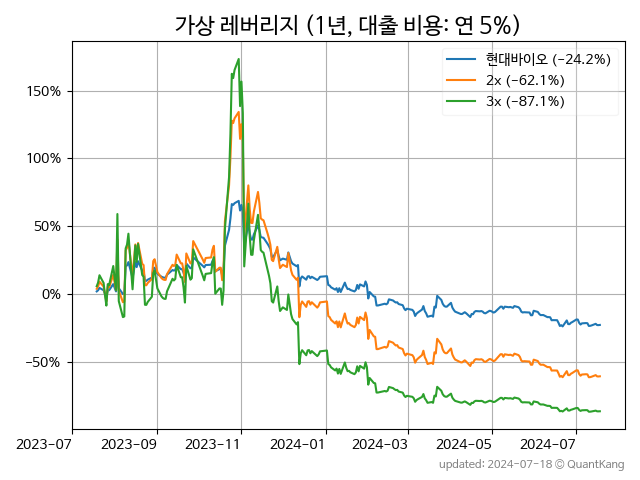 가상 레버리지 (1년, 대출 비용: 연 5%)
현대바이오 (-24.2%)
2x (-62.1%)
3x (-87.1%)
150%
100%
50%
0%
-50%
2023-07
2023-09
2023-11
2024-01
2024-03
2024-05
2024-07
updated: 2024-07-18 © QuantKang